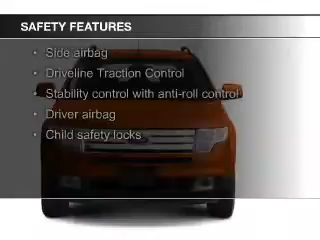 SAFETY FEATURES
• Side airbag
• Driveline Traction Control
• Stability control with anti-roll control
• Driver airbag
• Child safety locks